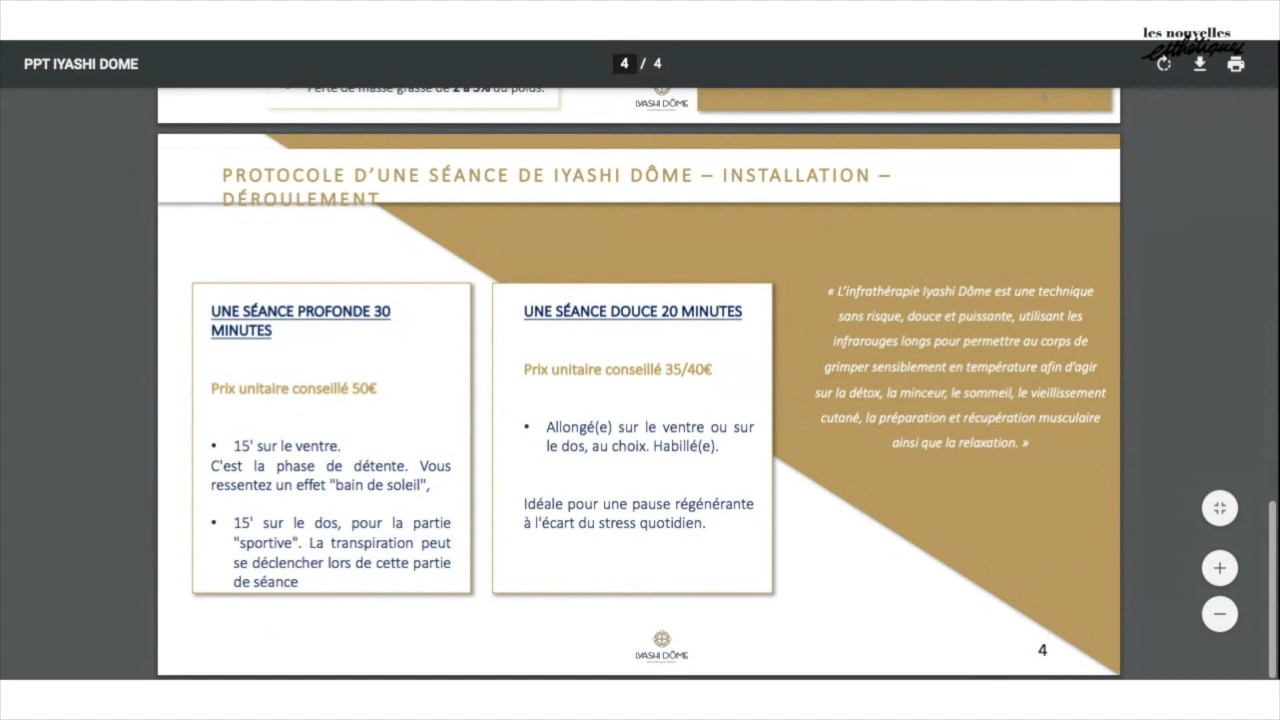 les nouvelles
esthétiques
PPT IYASHI DOME
4 / 4
• Perte de masse grasse de 2 à 5% du poids.
IYASHI DÔME
PROTOCOLE D'UNE SÉANCE DE IYASHI DÔME – INSTALLATION –
DÉROULEMENT
UNE SÉANCE PROFONDE 30
MINUTES
Prix unitaire conseillé 50€
• 15' sur le ventre.
C'est la phase de détente. Vous
ressentez un effet "bain de soleil",
• 15' sur le dos, pour la partie
"sportive". La transpiration peut
se déclencher lors de cette partie
de séance
UNE SÉANCE DOUCE 20 MINUTES
Prix unitaire conseillé 35/40€
• Allongé(e) sur le ventre ou sur
le dos, au choix. Habillé(e).
Idéale pour une pause régénérante
à l'écart du stress quotidien.
« L'infrathérapie Iyashi Dôme est une technique
sans risque, douce et puissante, utilisant les
infrarouges longs pour permettre au corps de
grimper sensiblement en température afin d'agir
sur la détox, la minceur, le sommeil, le vieillissement
cutané, la préparation et récupération musculaire
ainsi que la relaxation. »
IYASHI DÔME
4